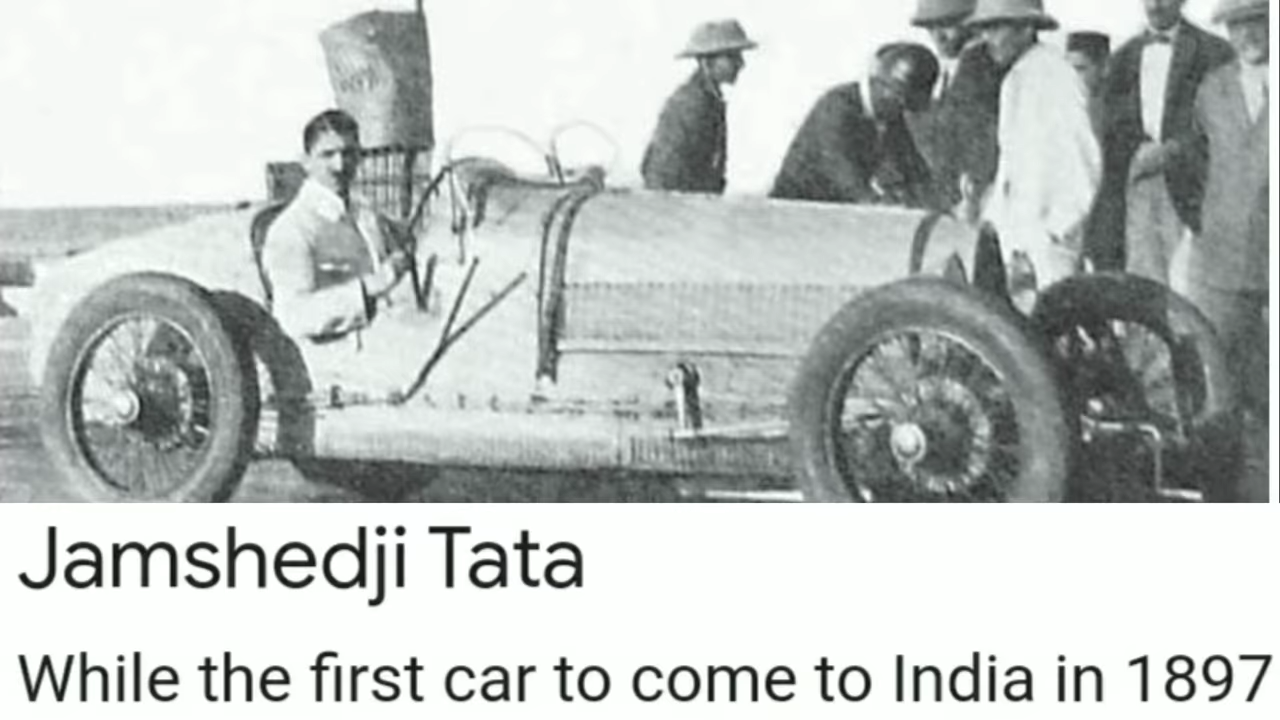 Jamshedji Tata
While the first car to come to India in 1897